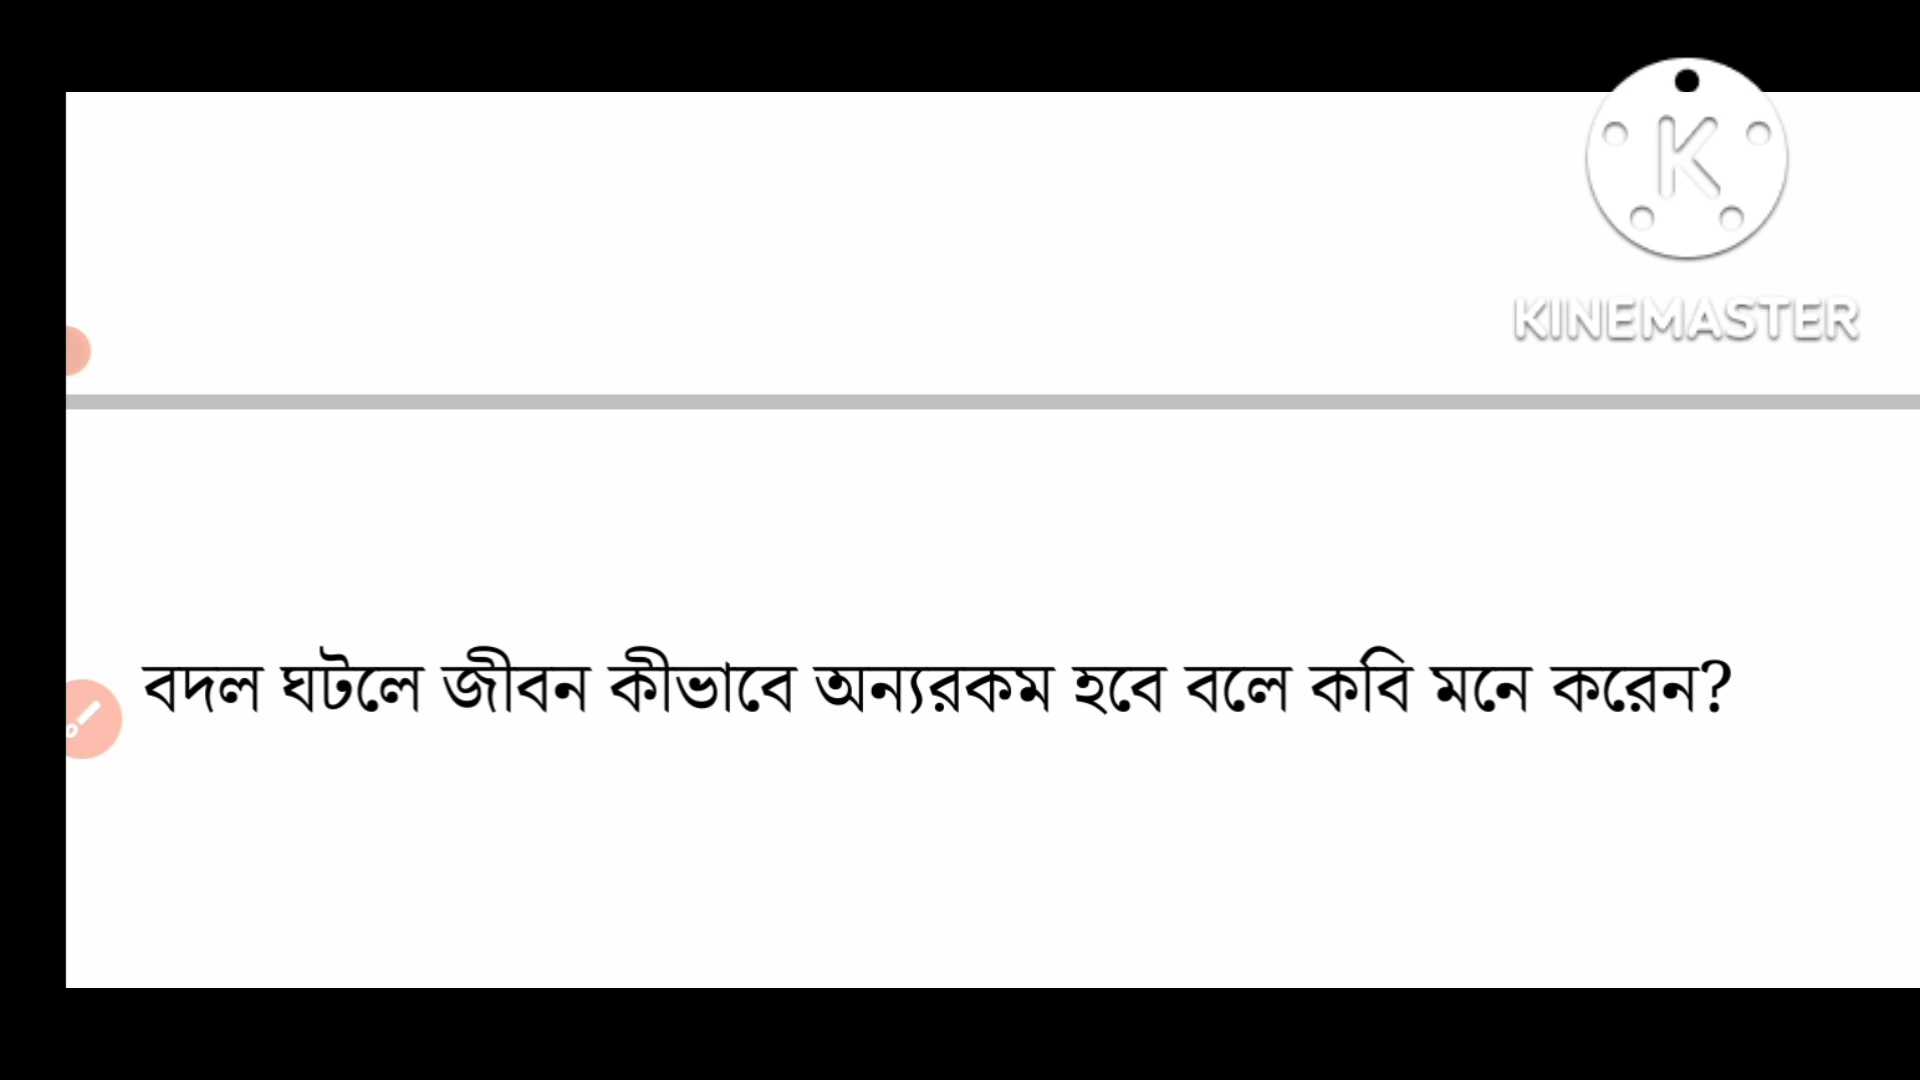 K
KINEMASTER
বদল ঘটলে জীবন কীভাবে অন্যরকম হবে বলে কবি মনে করেন?